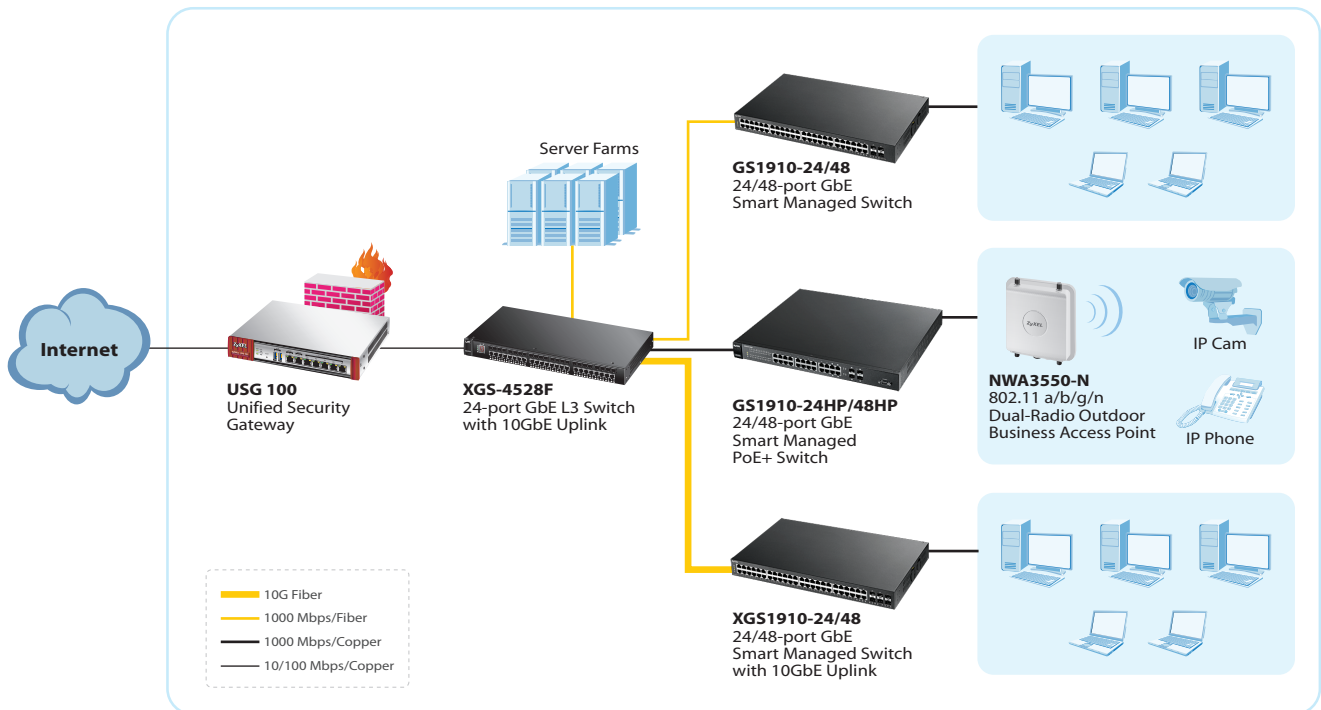 Server Farms
GS1910-24/48
24/48-port GbE
Smart Managed Switch
Internet
USG 100
Unified Security
Gateway
XGS-4528F
24-port GbE L3 Switch
with 10GbE Uplink
GS1910-24HP/48HP
24/48-port GbE
Smart Managed
PoE+ Switch
ZyXEL
NWA3550-N
802.11 a/b/g/n
Dual-Radio Outdoor
Business Access Point
IP Cam
IP Phone
XGS1910-24/48
24/48-port GbE
Smart Managed Switch
with 10GbE Uplink
10G Fiber
1000 Mbps/Fiber
1000 Mbps/Copper
10/100 Mbps/Copper